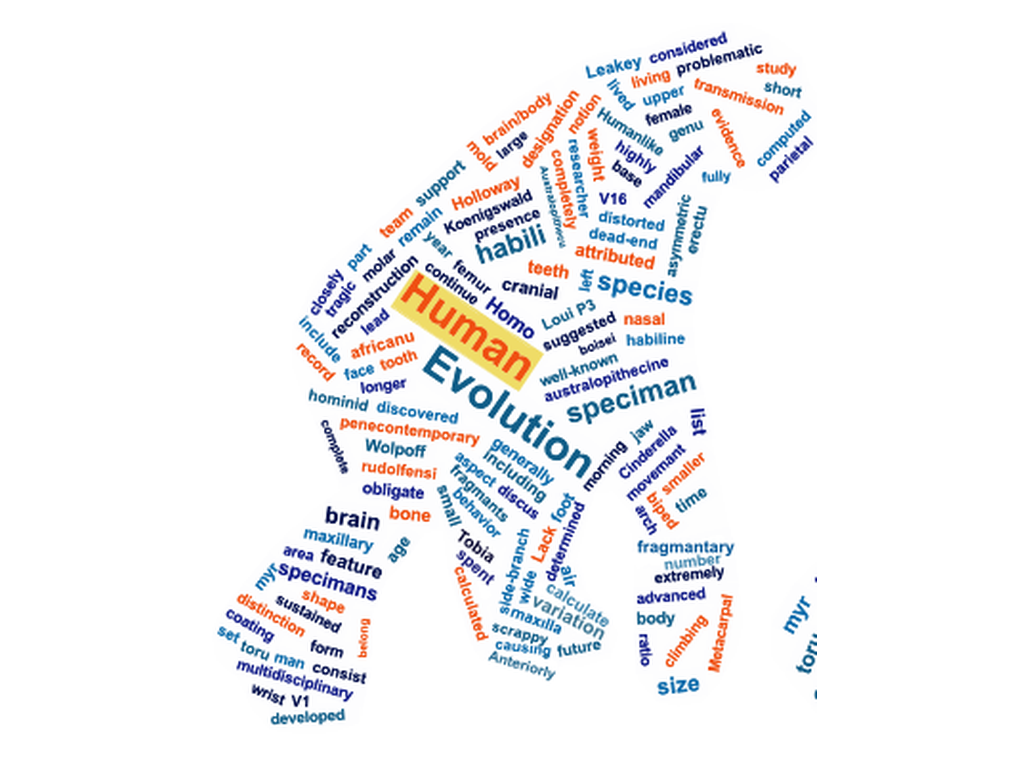 considered
Leakey
problematic
living
study
lived
upper
transmission
short
brain/body
designation
notion
female
Humanlike
genu
evidence
computed
mold
large
weight
highly
parietal
researcher
completely
base
mandibular
fully
support
Holloway
Australopithecu
V16
team
remain
Koenigswald
presence
distorted
asymmetric
erectu
year
habili
dead-end
attributed
part
molar
closely
tragic
reconstruction
femur
continue
teeth
cranial
left
species
Human
Homo
Loui P3
lead
include
suggested
nasal
africanu
boisei
habiline
record
face
tooth
Evolution
well-known
longer
australopithecine
hominid
discovered
speciman
penecontemporary
list
complete
Wolpoff
generally
including
jaw
morning
Cinderella
rudolfensi
aspect
discus
movement
smaller
obligate
fragmants
behavior
small
foot
biped
time
brain
bone
determined
arch
maxillary
age
Tobia
Lack
side-branch
fragmantary
area
feature
spent
number
extremely
myr
specimans
air
wide
calculated
calculate
advanced
shape
distinction
sustained
variation
maxilla
body
coating
form
belong
scrappy
climbing
Metacarpal
set
toru
man
consist
causing
future
ratio
multidisciplinary
Anteriorly
size
wrist
V1
developed
myr
toru